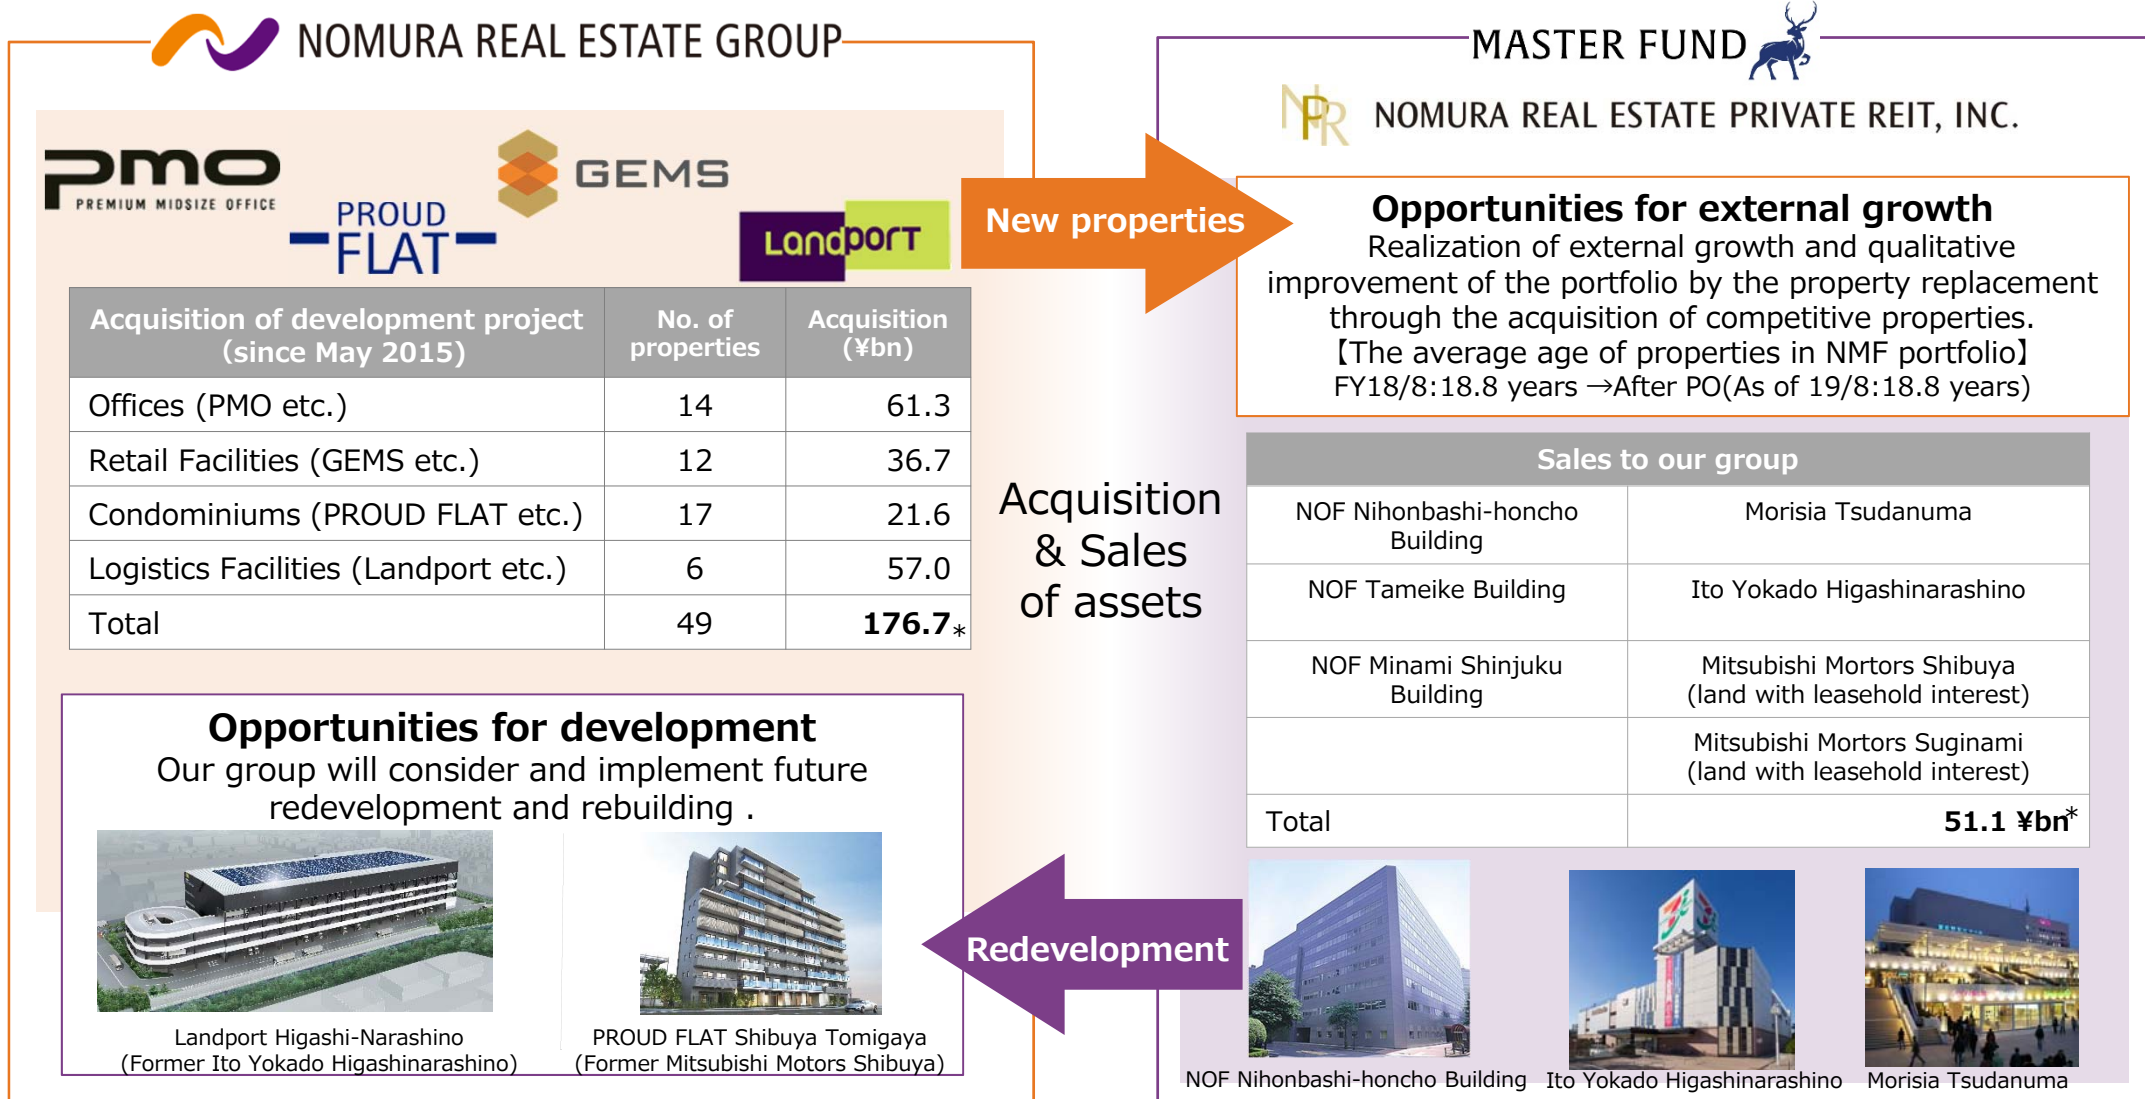 NOMURA REAL ESTATE GROUP
pmo
PREMIUM MIDSIZE OFFICE
PROUD
FLAT
GEMS
Landport
Acquisition of development project
(since May 2015)
No. of
properties
Acquisition
(¥bn)
Offices (PMO etc.) 14 61.3
Retail Facilities (GEMS etc.) 12 36.7
Condominiums (PROUD FLAT etc.) 17 21.6
Logistics Facilities (Landport etc.) 6 57.0
Total 49 176.7*
Opportunities for development
Our group will consider and implement future
redevelopment and rebuilding .
Landport Higashi-Narashino
(Former Ito Yokado Higashinarashino)
PROUD FLAT Shibuya Tomigaya
(Former Mitsubishi Motors Shibuya)
New properties
Acquisition
& Sales
of assets
Redevelopment
MASTER FUND
NPR
NOMURA REAL ESTATE PRIVATE REIT, INC.
Opportunities for external growth
Realization of external growth and qualitative
improvement of the portfolio by the property replacement
through the acquisition of competitive properties.
【The average age of properties in NMF portfolio】
FY18/8:18.8 years →After PO(As of 19/8:18.8 years)
Sales to our group
NOF Nihonbashi-honcho
Building
Morisia Tsudanuma
NOF Tameike Building
Ito Yokado Higashinarashino
NOF Minami Shinjuku
Building
Mitsubishi Mortors Shibuya
(land with leasehold interest)
Mitsubishi Mortors Suginami
(land with leasehold interest)
Total 51.1 ¥bn*
NOF Nihonbashi-honcho Building
Ito Yokado Higashinarashino
Morisia Tsudanuma